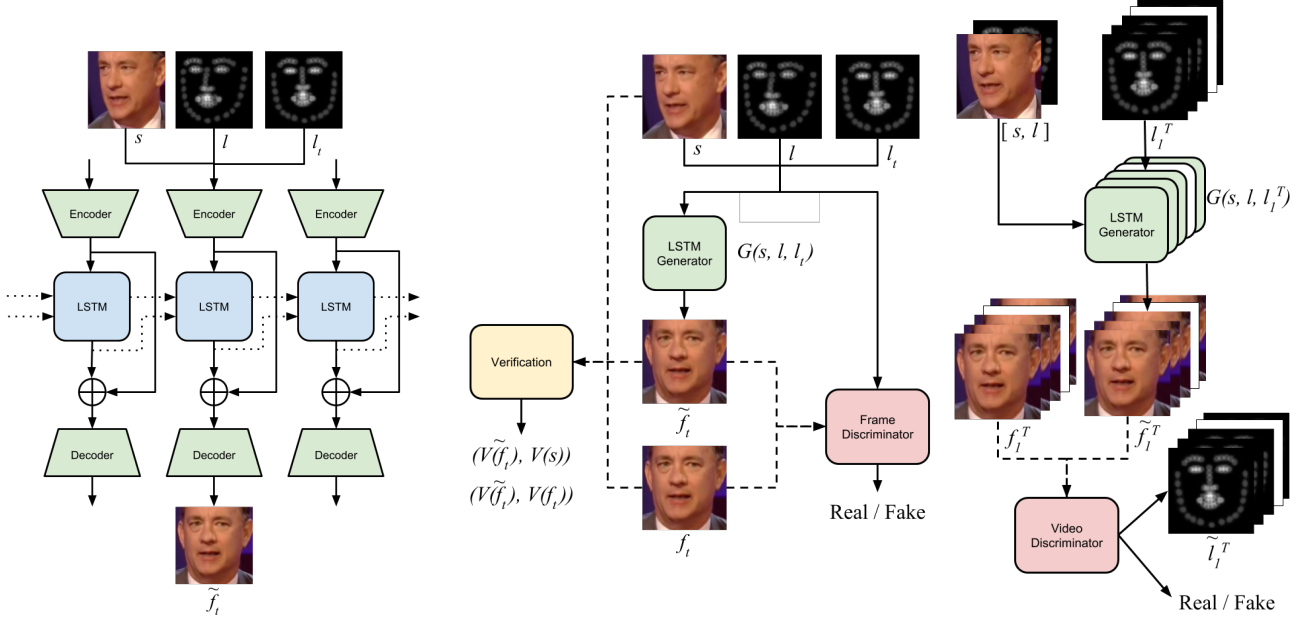 s
l
l_t
Encoder
Encoder
Encoder
LSTM
LSTM
LSTM
Decoder
Decoder
Decoder
f̃_t
s
l
l_t
LSTM
Generator
G(s, l, l_t)
Verification
(V(f̃_t), V(s))
(V(f̃_t), V(f_t))
f̃_t
f_t
Frame
Discriminator
Real / Fake
[ s, l ]
l_1^T
LSTM
Generator
G(s, l, l_1^T)
f_1^T
f̃_1^T
Video
Discriminator
l̃_1^T
Real / Fake